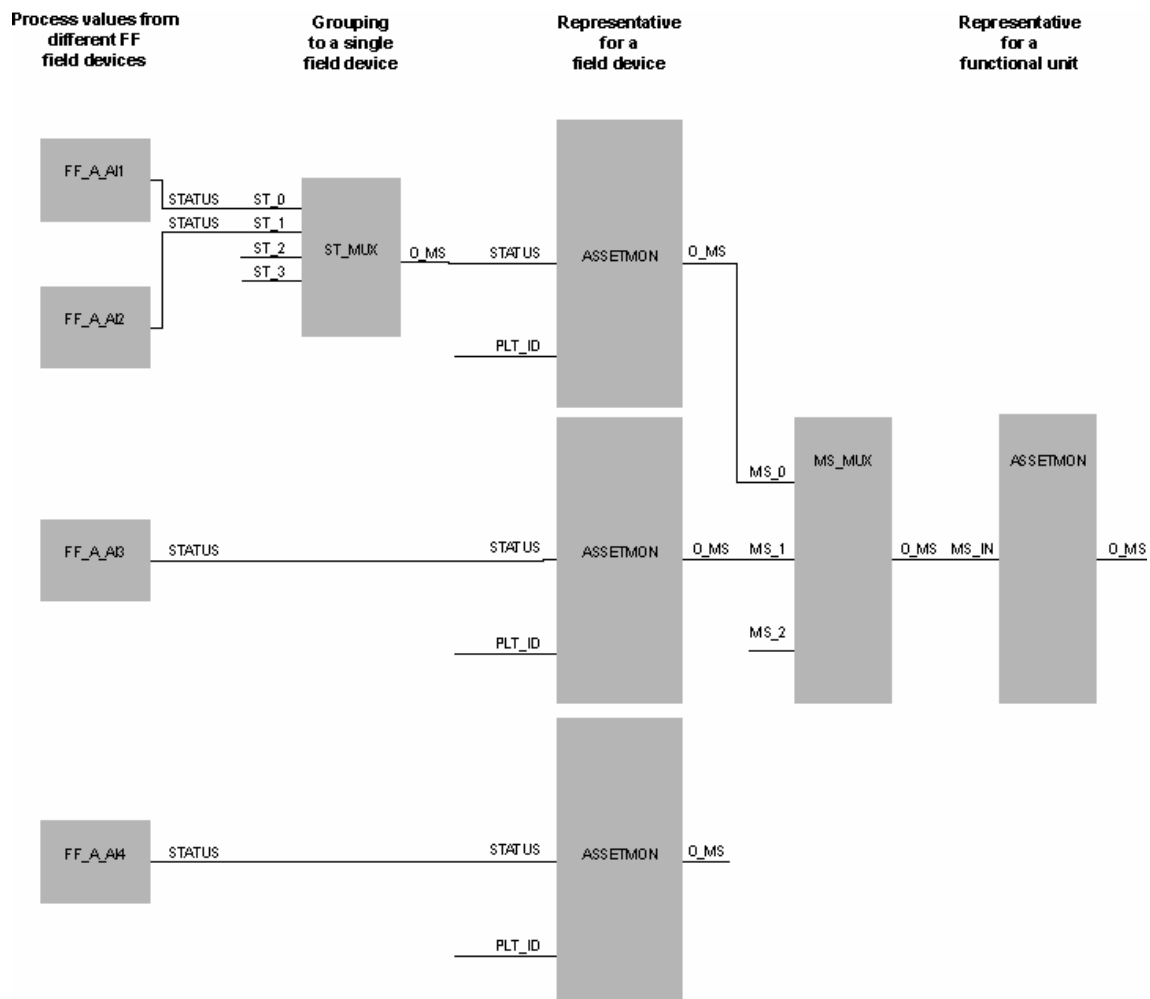 Process values from
different FF
field devices
Grouping
to a single
field device
Representative
for a
field device
Representative
for a
functional unit
FF_A_AI1
STATUS
ST_0
STATUS
ST_1
ST_2
ST_3
ST_MUX
O_MS
STATUS
ASSETMON
O_MS
FF_A_AI2
PLT_ID
MS_0
MS_MUX
ASSETMON
FF_A_AI3
STATUS
STATUS
ASSETMON
O_MS
MS_1
O_MS
MS_IN
O_MS
PLT_ID
MS_2
FF_A_AI4
STATUS
STATUS
ASSETMON
O_MS
PLT_ID